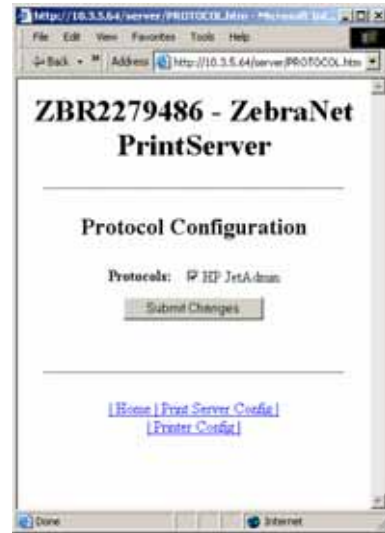 http://10.3.5.64/server/PROTOCOL.htm - Microsoft Int...
File Edit View Favorites Tools Help
Back Address http://10.3.5.64/server/PROTOCOL.htm
ZBR2279486 - ZebraNet
PrintServer
Protocol Configuration
Protocols: HP JetAdmin
Submit Changes
| Home | Print Server Config |
| Printer Config |
Done Internet